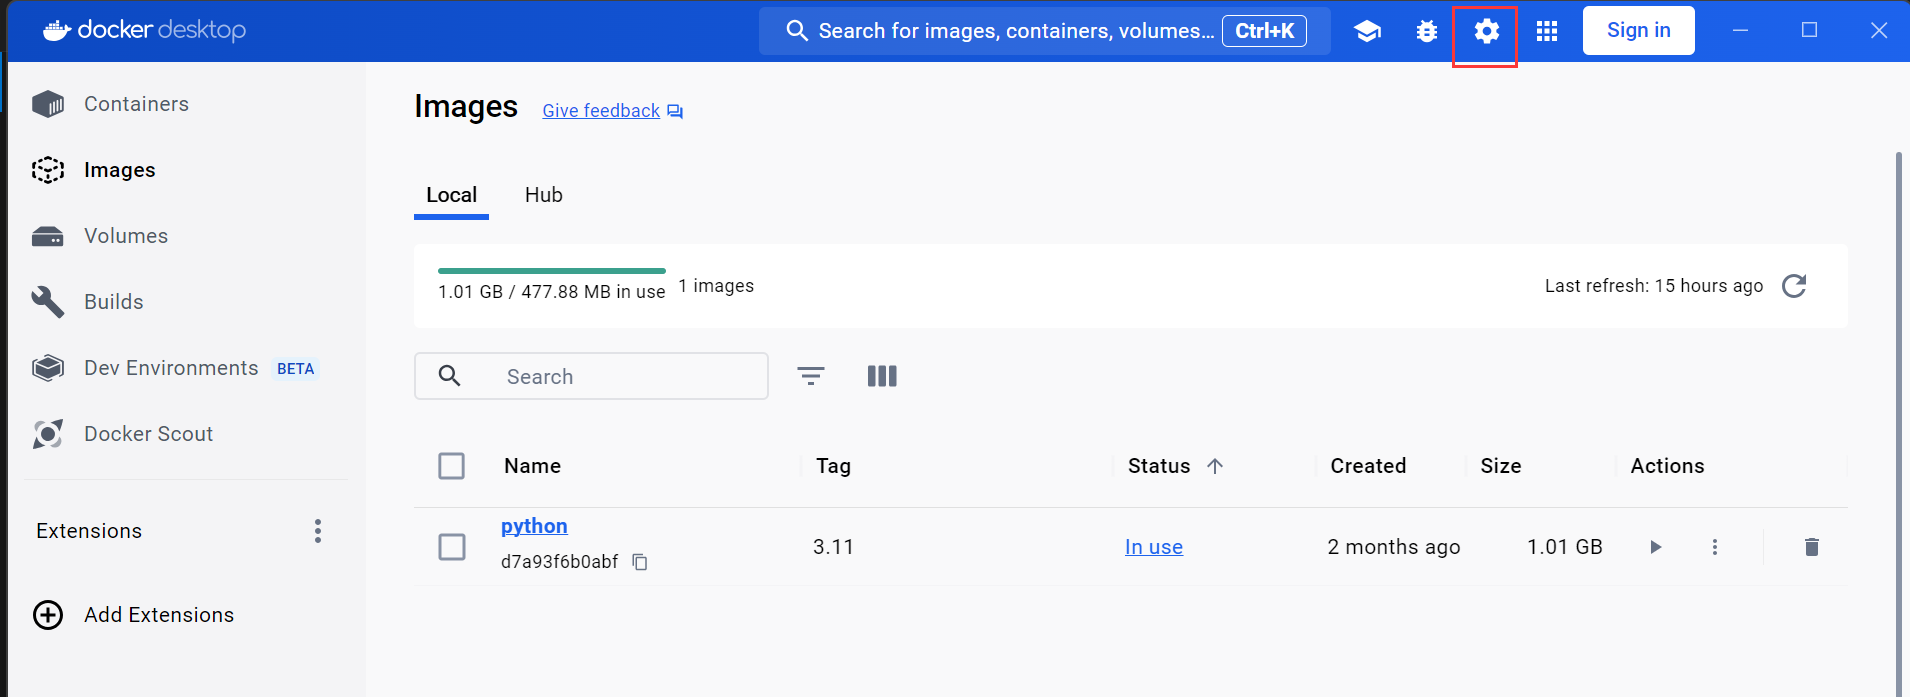 docker desktop
Search for images, containers, volumes... Ctrl+K
Sign in
Containers
Images
Volumes
Builds
Dev Environments BETA
Docker Scout
Extensions
Add Extensions
Images Give feedback
Local Hub
1.01 GB / 477.88 MB in use 1 images
Last refresh: 15 hours ago
Search
Name Tag Status Created Size Actions
python
d7a93f6b0abf
3.11 In use 2 months ago 1.01 GB